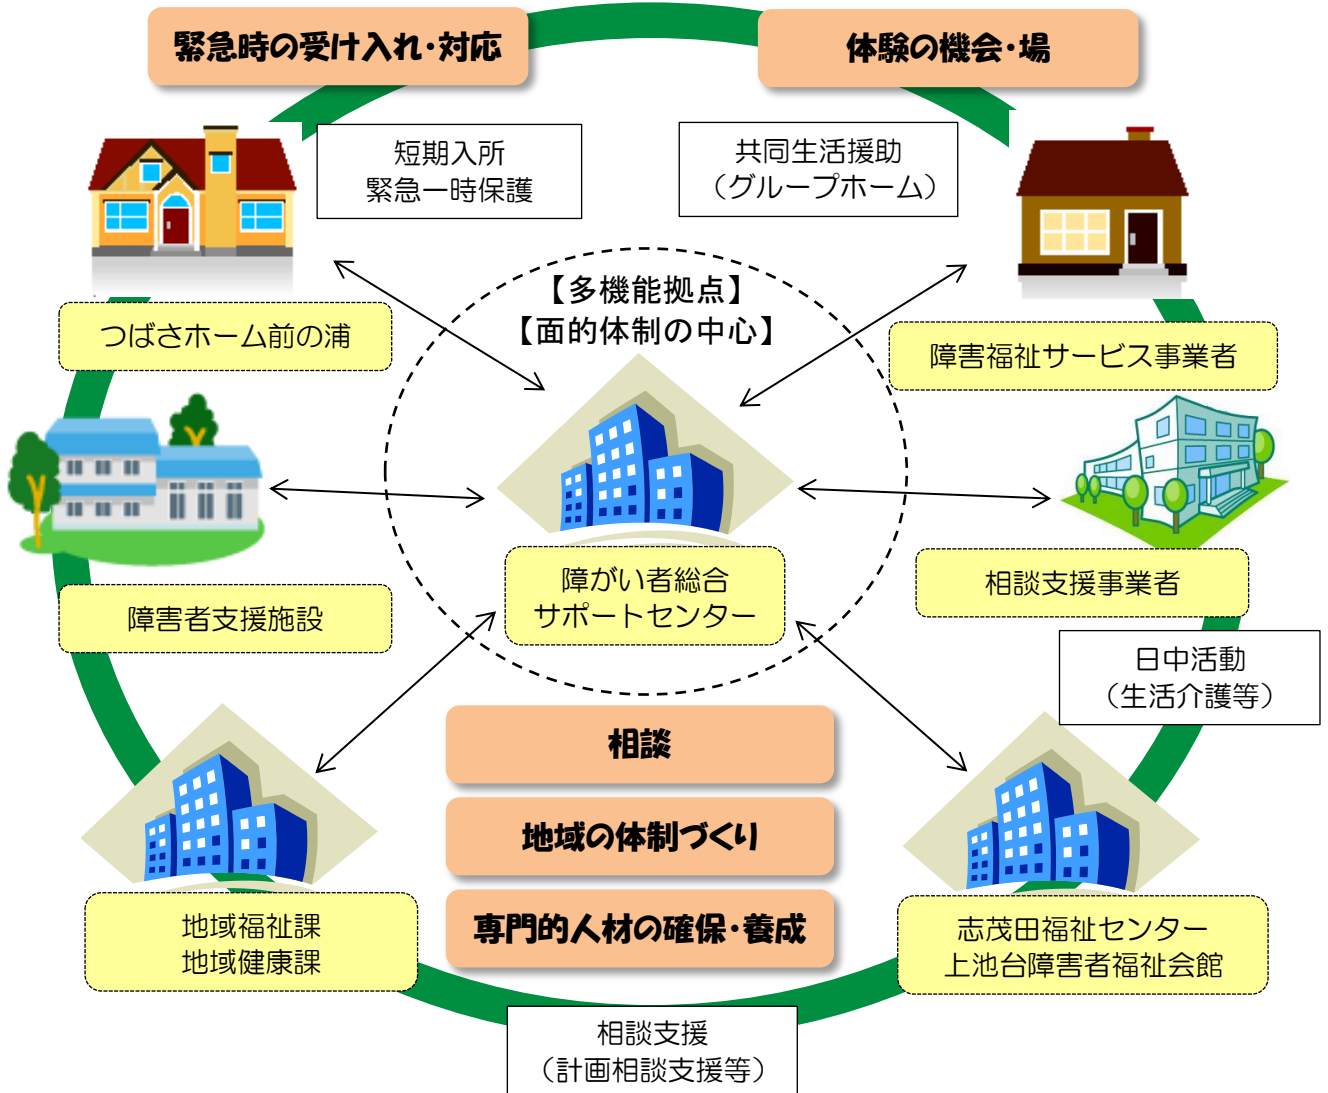 緊急時の受け入れ・対応
体験の機会・場
短期入所
緊急一時保護
共同生活援助
（グループホーム）
【多機能拠点】
【面的体制の中心】
つばさホーム前の浦
障害福祉サービス事業者
障がい者総合
サポートセンター
障害者支援施設
相談支援事業者
日中活動
（生活介護等）
相談
地域の体制づくり
専門的人材の確保・養成
地域福祉課
地域健康課
志茂田福祉センター
上池台障害者福祉会館
相談支援
（計画相談支援等）